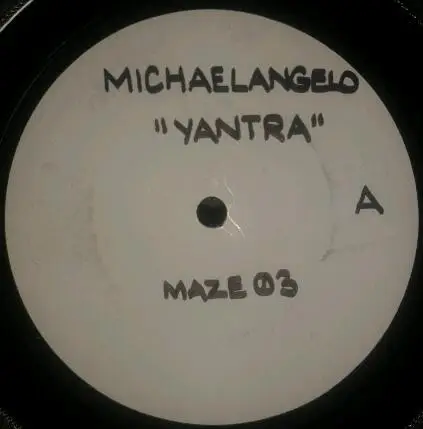 MICHAELANGELO
"YANTRA"
A
MAZE 03